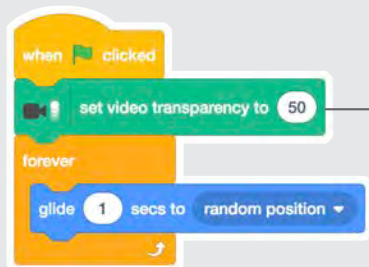 when clicked
set video transparency to 50
forever
glide 1 secs to random position